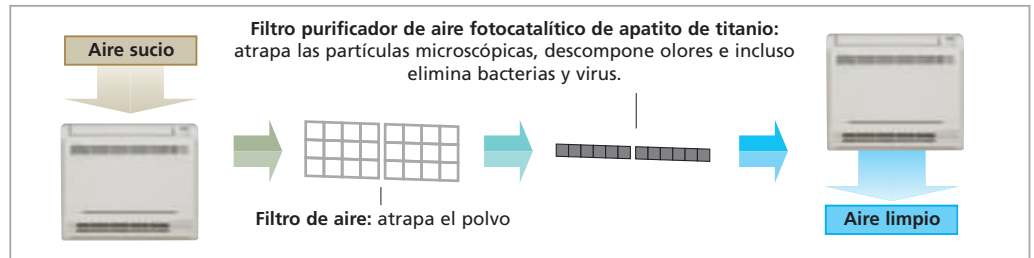 Aire sucio
Filtro purificador de aire fotocatalítico de apatito de titanio:
atrapa las partículas microscópicas, descompone olores e incluso
elimina bacterias y virus.
Filtro de aire: atrapa el polvo
Aire limpio